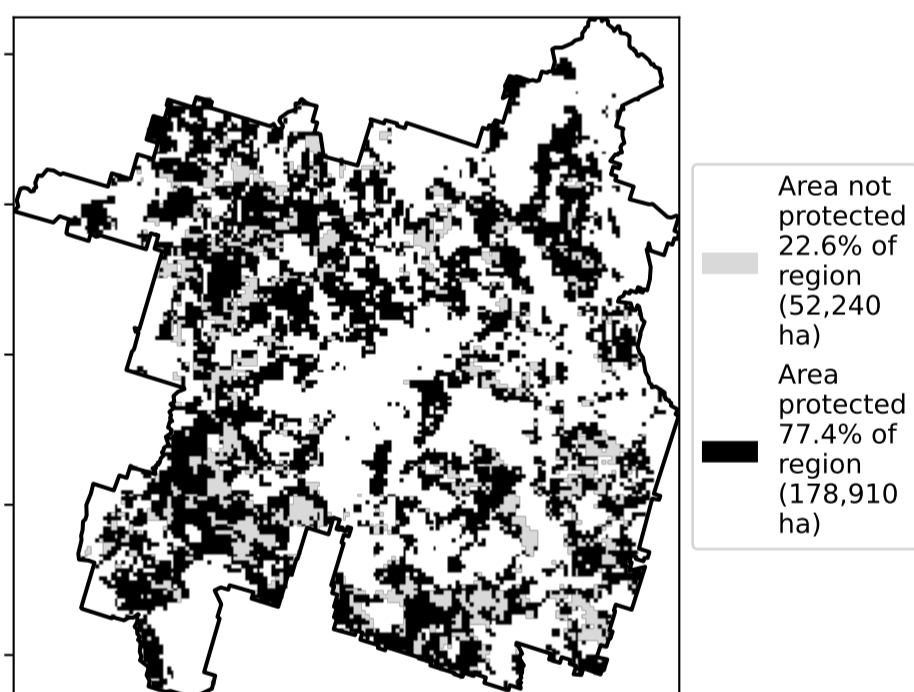 Area not
protected
22.6% of
region
(52,240
ha)
Area
protected
77.4% of
region
(178,910
ha)